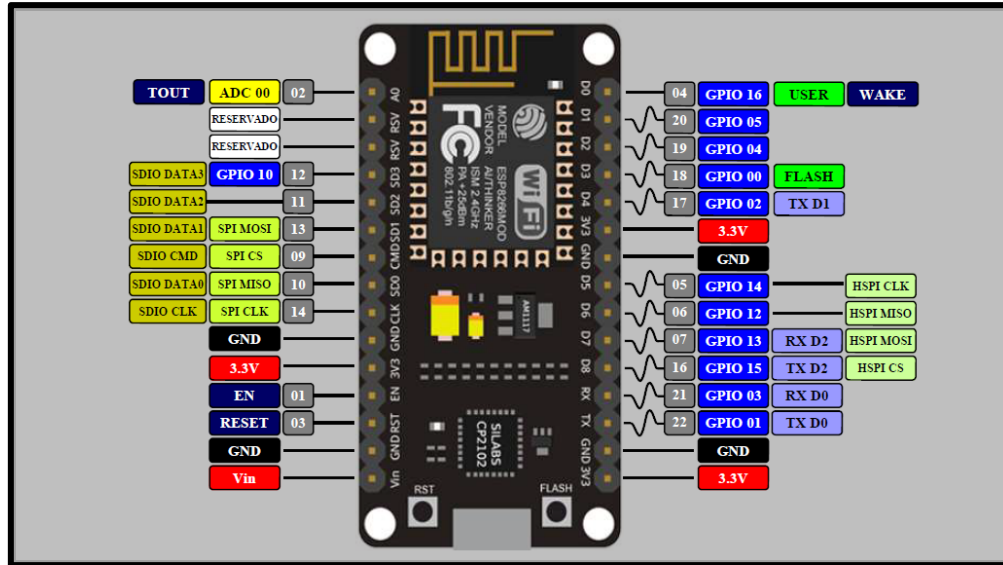 TOUT ADC 00 02 A0
RESERVADO RSV
RESERVADO RSV
SDIO DATA3 GPIO 10 12 SD3
SDIO DATA2 11 SD2
SDIO DATA1 SPI MOSI 13 SD1
SDIO CMD SPI CS 09 CMD
SDIO DATA0 SPI MISO 10 SD0
SDIO CLK SPI CLK 14 CLK
GND GND
3.3V 3V3
EN 01 EN
RESET 03 RST
GND GND
Vin Vin
MODEL
VENDOR
ESP8266MOD
AI/THINKER
ISM 2.4GHz
PA +25dBm
802.11b/g/n
FC
Wi Fi
AM1117
SILABS
CP2102
RST
FLASH
D0 04 GPIO 16 USER WAKE
D1 20 GPIO 05
D2 19 GPIO 04
D3 18 GPIO 00 FLASH
D4 17 GPIO 02 TX D1
3V3 3.3V
GND GND
D5 05 GPIO 14 HSPI CLK
D6 06 GPIO 12 HSPI MISO
D7 07 GPIO 13 RX D2 HSPI MOSI
D8 16 GPIO 15 TX D2 HSPI CS
RX 21 GPIO 03 RX D0
TX 22 GPIO 01 TX D0
GND GND
3V3 3.3V